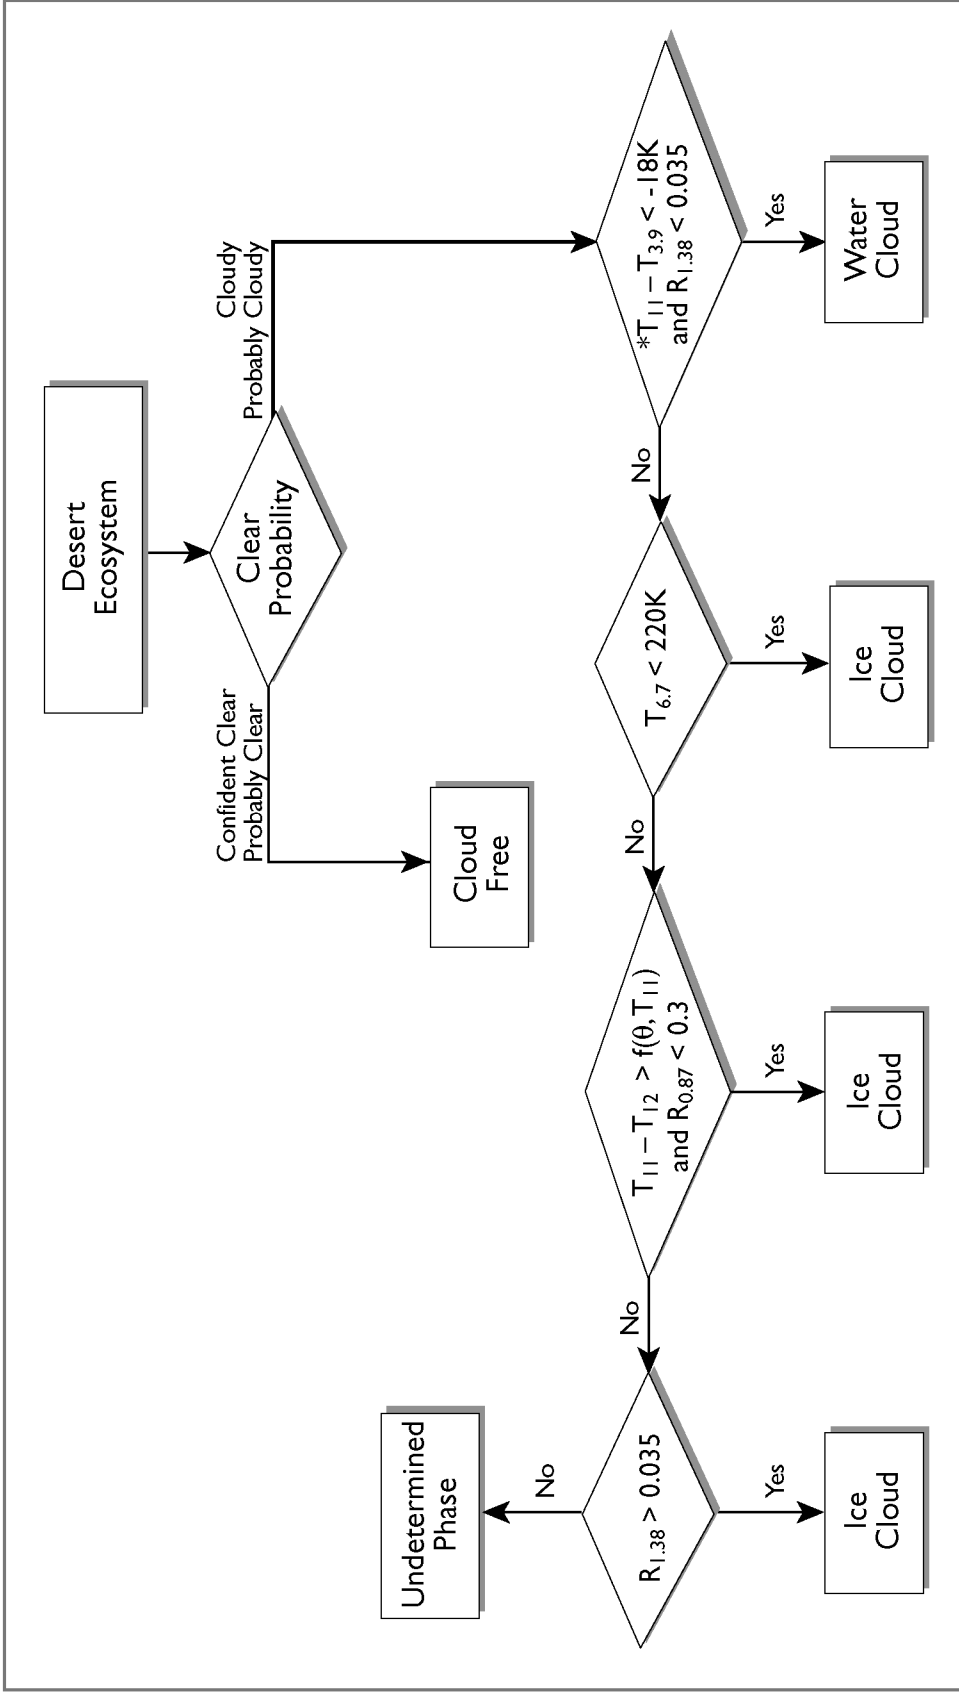 Desert
Ecosystem
Clear
Probability
Confident Clear
Probably Clear
Cloudy
Probably Cloudy
Cloud
Free
*T₁₁ – T₃.₉ < -18K
and R₁.₃₈ < 0.035
Yes
Water
Cloud
No
T₆.₇ < 220K
Yes
Ice
Cloud
No
T₁₁ – T₁₂ > f(θ,T₁₁)
and R₀.₈₇ < 0.3
Yes
Ice
Cloud
No
R₁.₃₈ > 0.035
Yes
Ice
Cloud
No
Undetermined
Phase